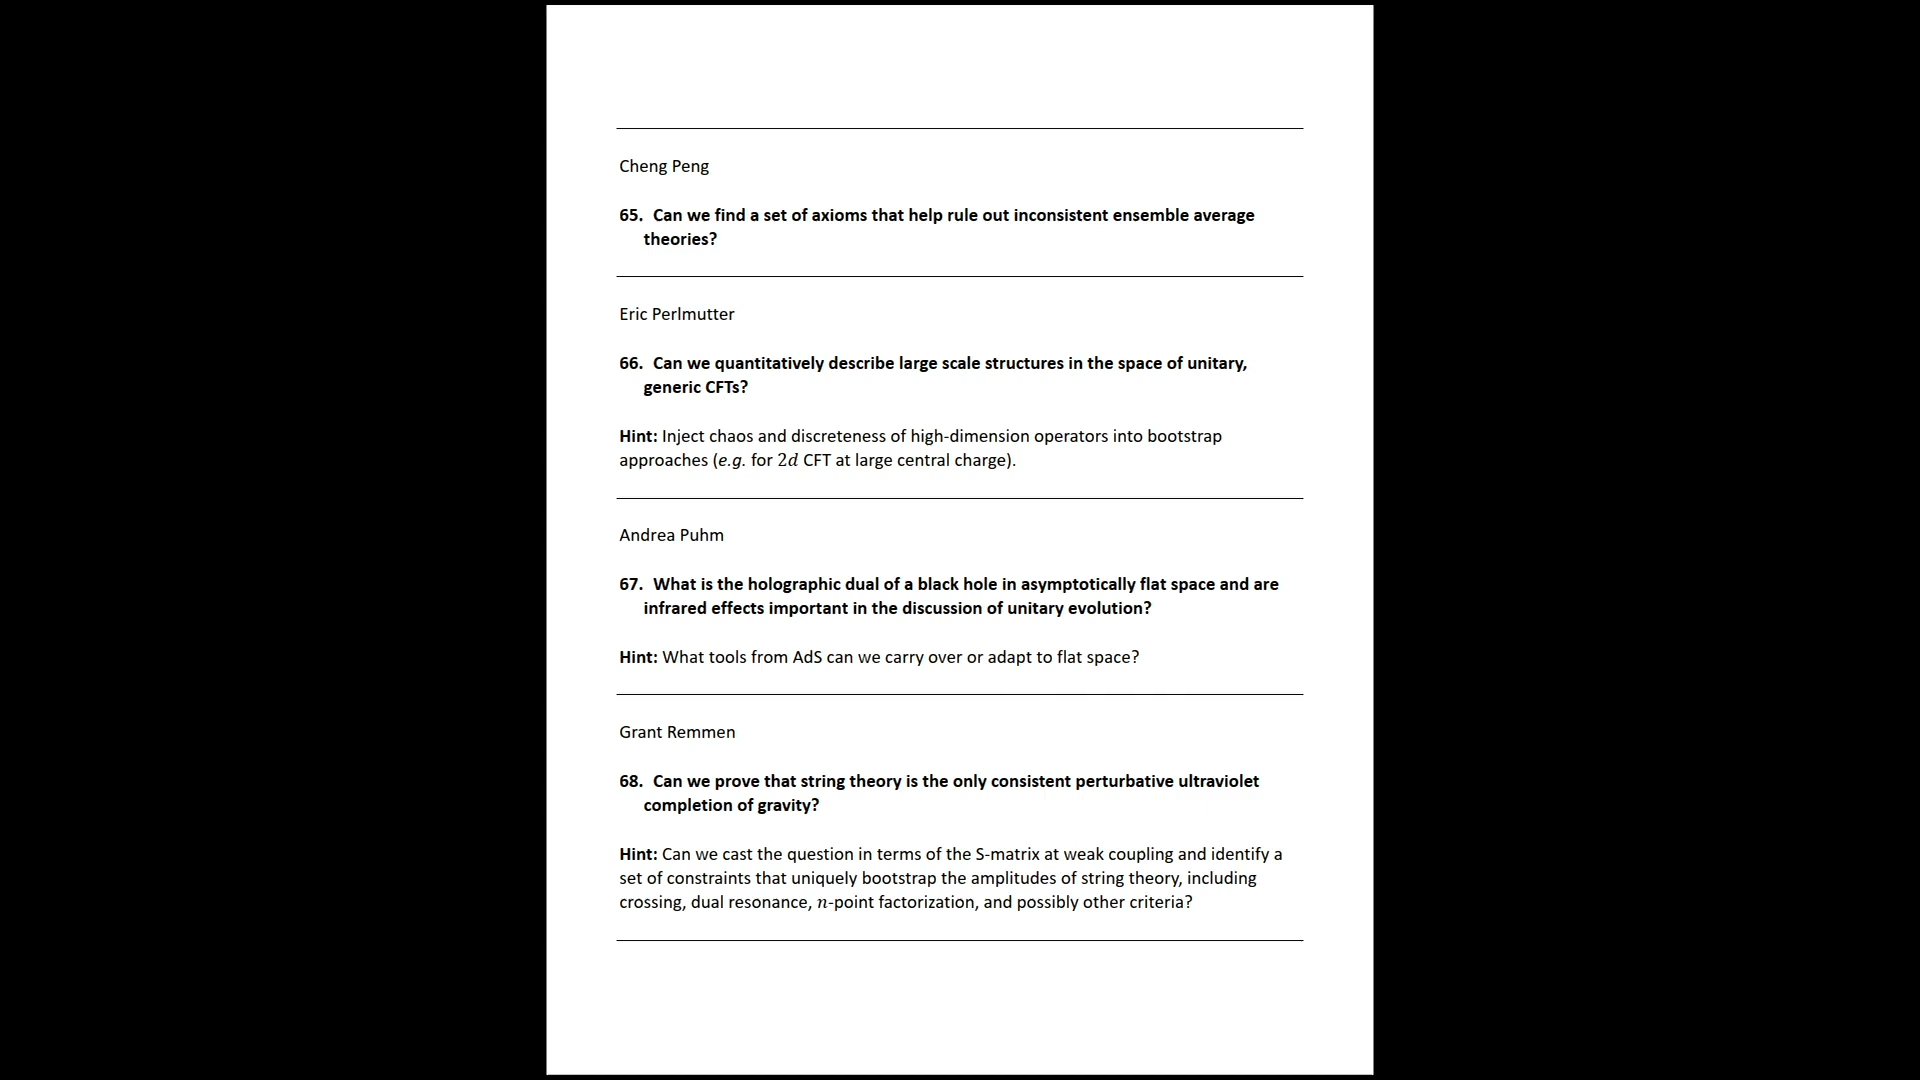 Cheng Peng
65. Can we find a set of axioms that help rule out inconsistent ensemble average
theories?
Eric Perlmutter
66. Can we quantitatively describe large scale structures in the space of unitary,
generic CFTs?
Hint: Inject chaos and discreteness of high-dimension operators into bootstrap
approaches (e.g. for 2d CFT at large central charge).
Andrea Puhm
67. What is the holographic dual of a black hole in asymptotically flat space and are
infrared effects important in the discussion of unitary evolution?
Hint: What tools from AdS can we carry over or adapt to flat space?
Grant Remmen
68. Can we prove that string theory is the only consistent perturbative ultraviolet
completion of gravity?
Hint: Can we cast the question in terms of the S-matrix at weak coupling and identify a
set of constraints that uniquely bootstrap the amplitudes of string theory, including
crossing, dual resonance, n-point factorization, and possibly other criteria?